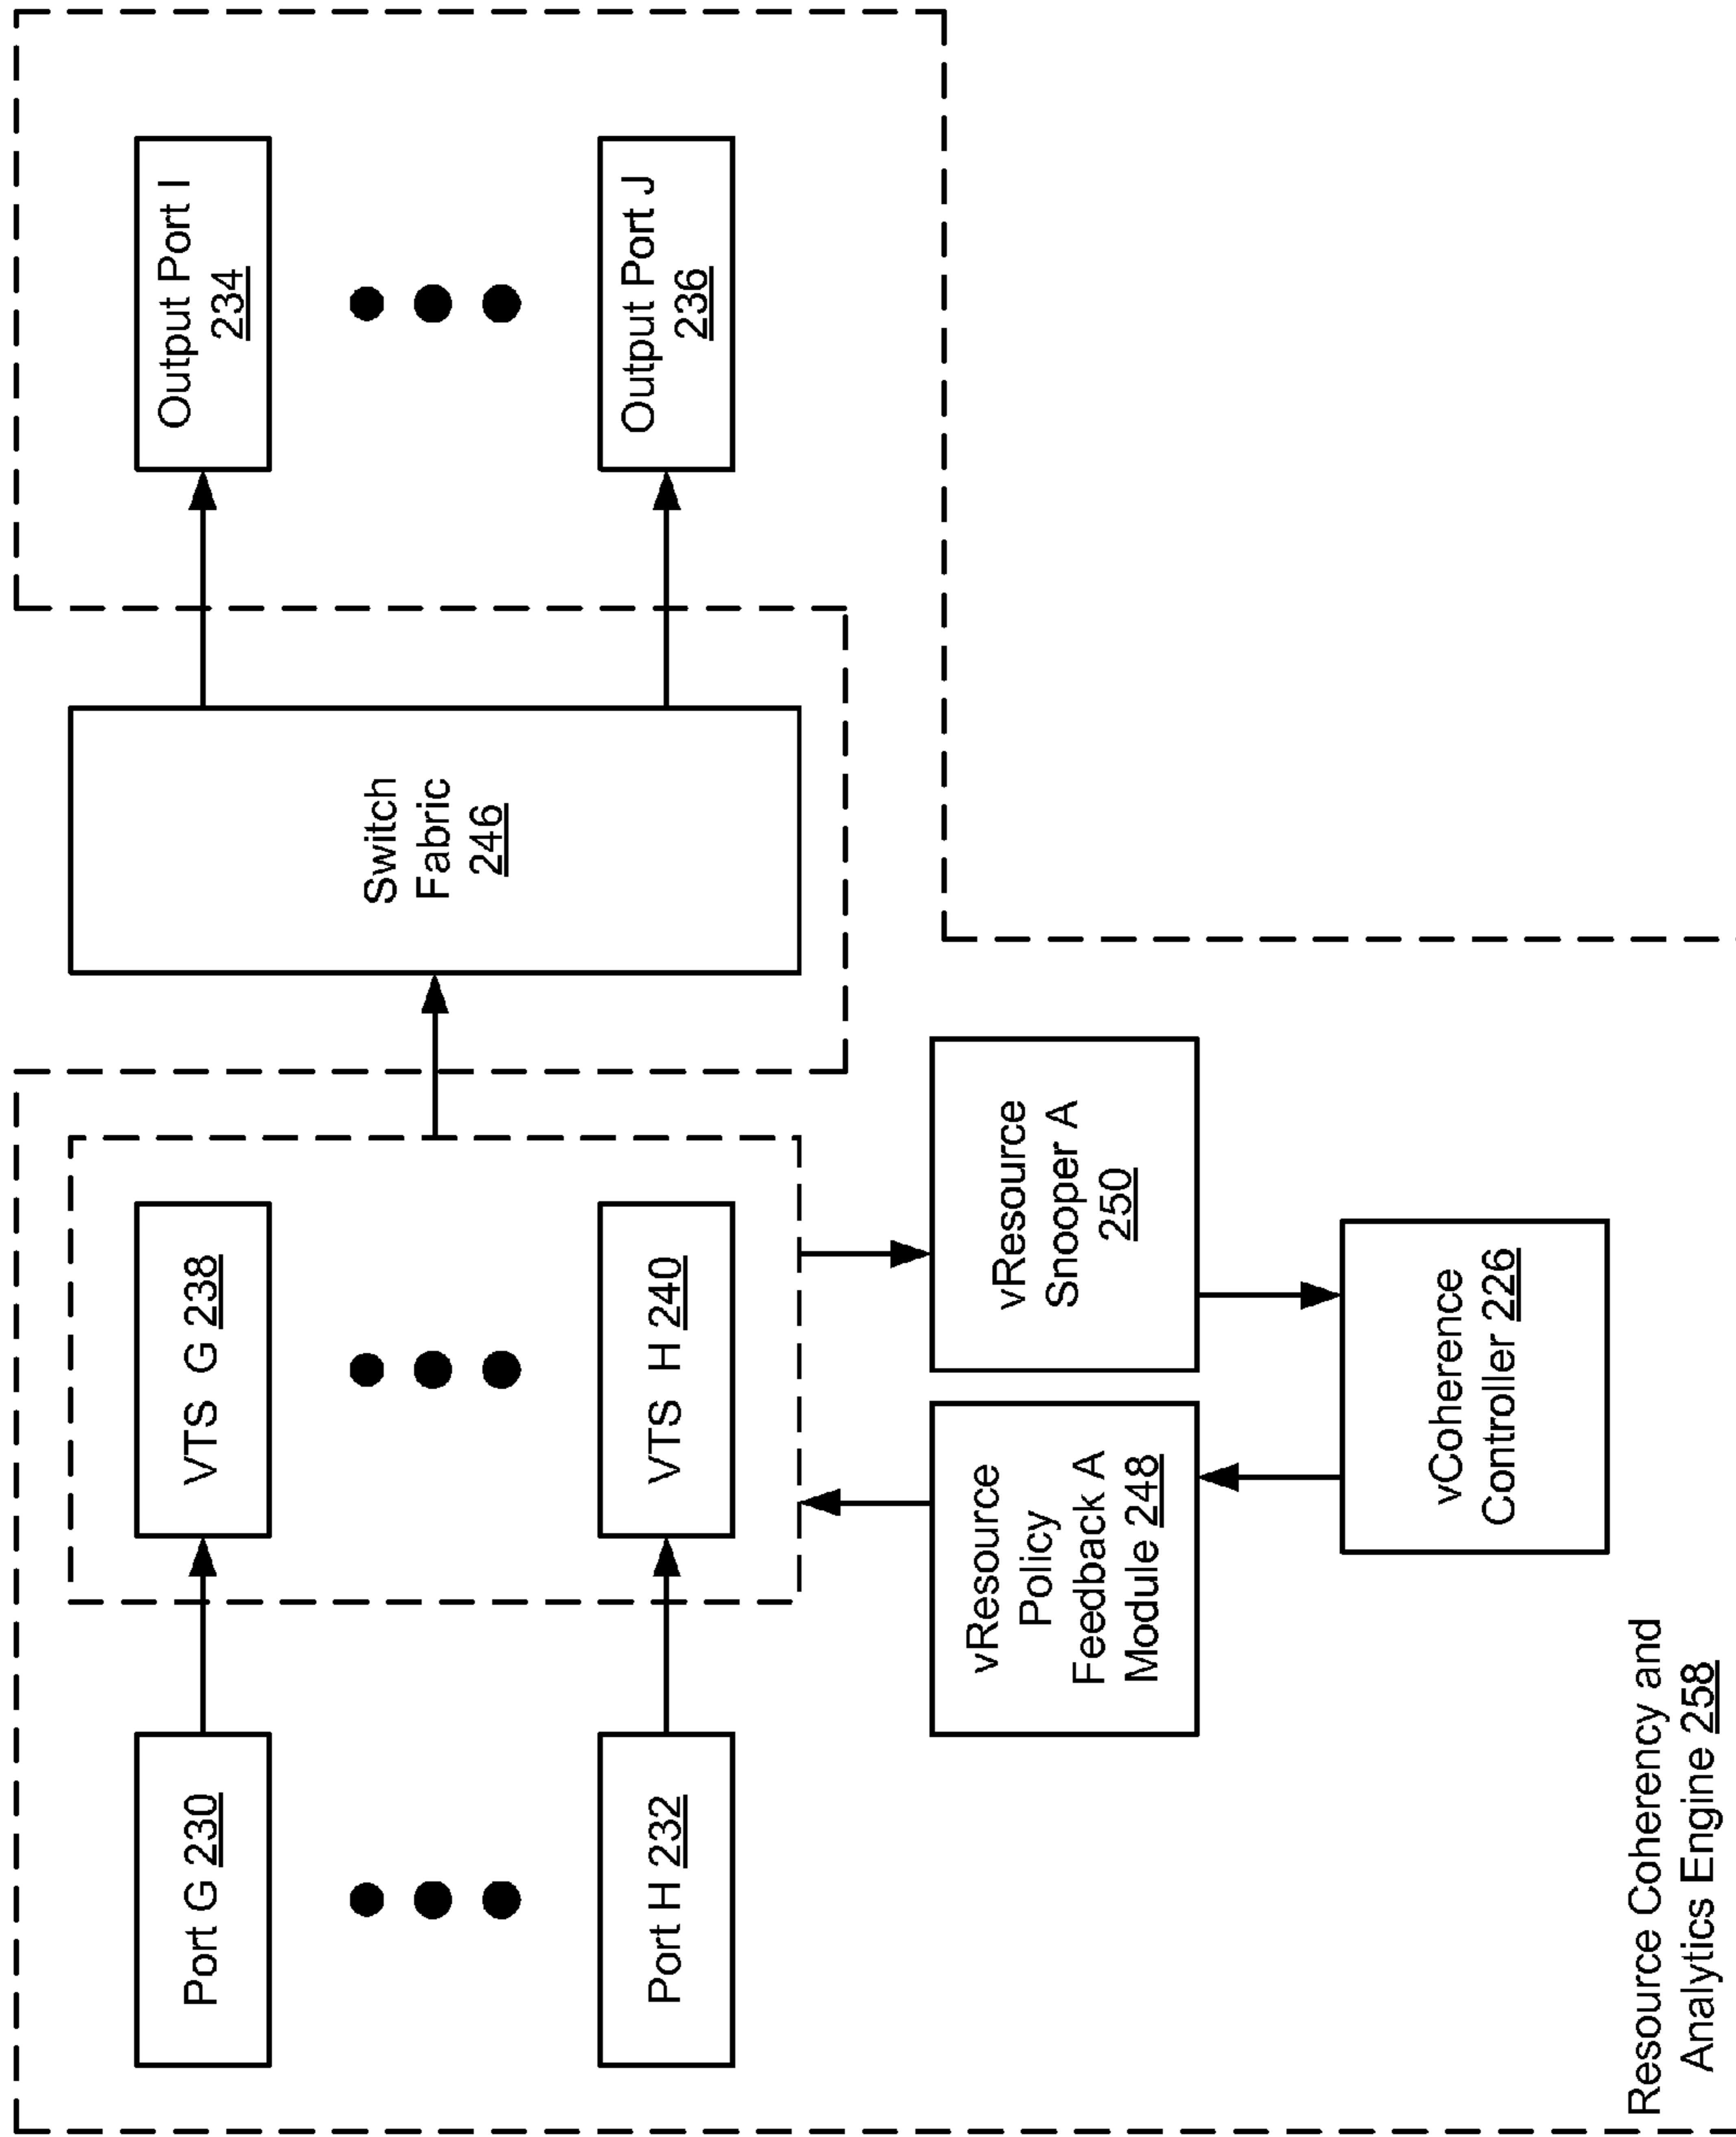 Port G 230
VTS G 238
Switch
Fabric
246
Output Port I
234
Port H 232
VTS H 240
Output Port J
236
vResource
Policy
Feedback A
Module 248
vResource
Snooper A
250
vCoherence
Controller 226
Resource Coherency and
Analytics Engine 258